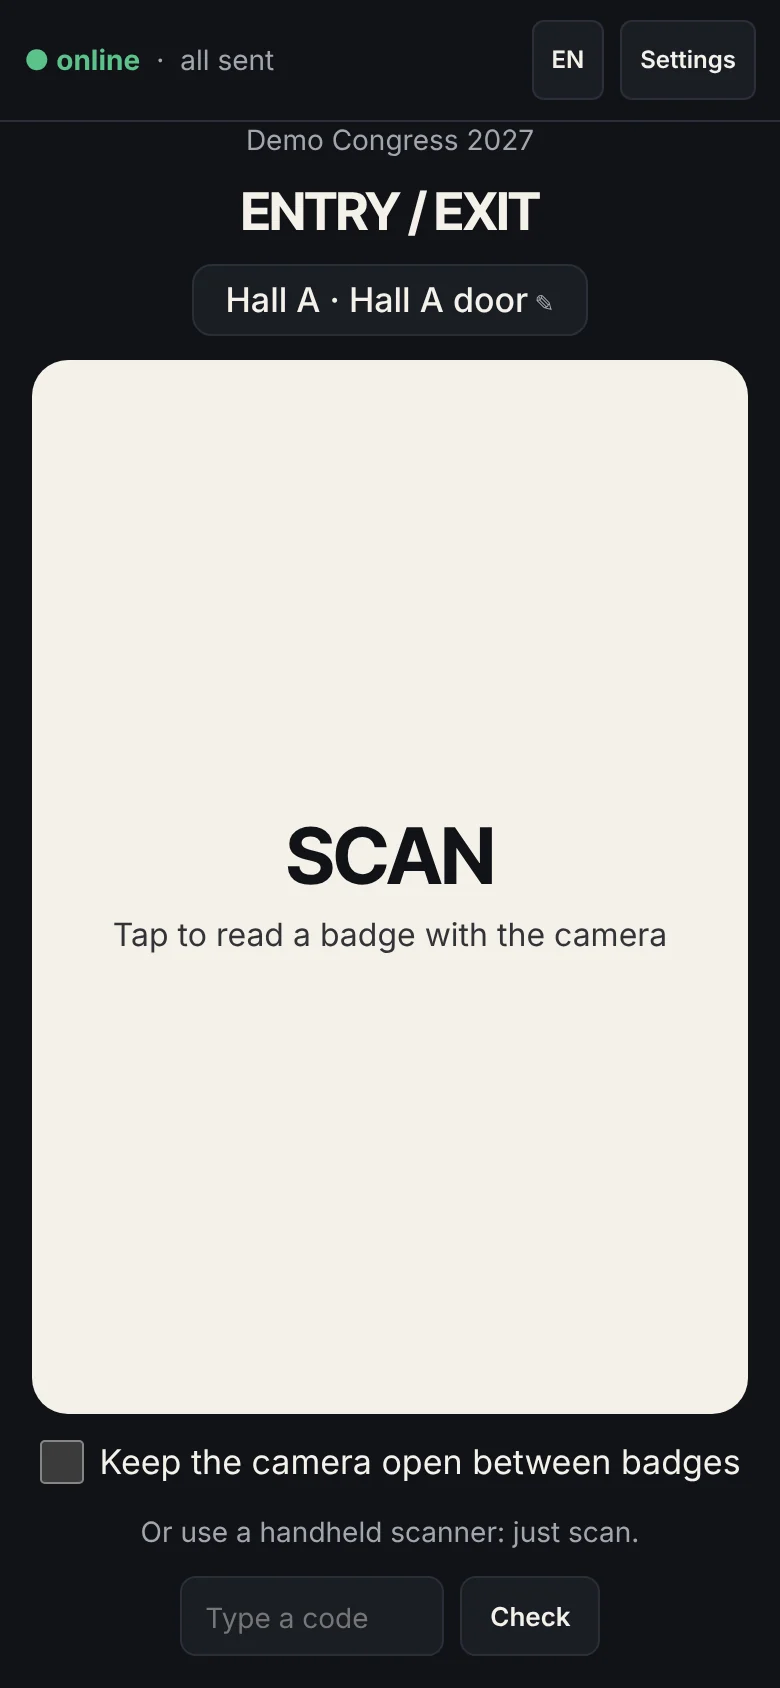 online · all sent
EN
Settings
Demo Congress 2027
ENTRY / EXIT
Hall A · Hall A door ✎
SCAN
Tap to read a badge with the camera
Keep the camera open between badges
Or use a handheld scanner: just scan.
Type a code
Check